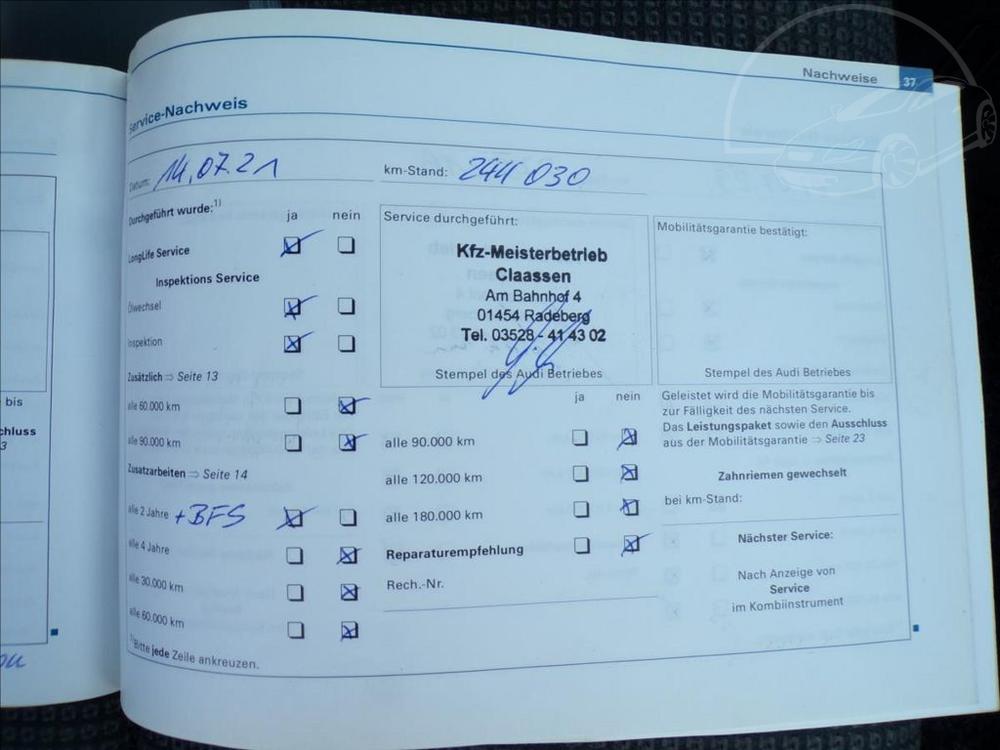 Nachweise 37
Service-Nachweis
Datum: 14.07.21 km-Stand: 244 030
Durchgeführt wurde:1) ja nein
LongLife Service
Inspektions Service
Ölwechsel
Inspektion
Zusätzlich ⇒ Seite 13
alle 60.000 km
alle 90.000 km
Zusatzarbeiten ⇒ Seite 14
alle 2 Jahre +BFS
alle 4 Jahre
alle 30.000 km
alle 60.000 km
1) Bitte jede Zeile ankreuzen.
Service durchgeführt:
Kfz-Meisterbetrieb
Claassen
Am Bahnhof 4
01454 Radeberg
Tel. 03528 - 41 43 02
Stempel des Audi Betriebes
ja nein
alle 90.000 km
alle 120.000 km
alle 180.000 km
Reparaturempfehlung
Rech.-Nr.
Mobilitätsgarantie bestätigt:
Stempel des Audi Betriebes
Geleistet wird die Mobilitätsgarantie bis
zur Fälligkeit des nächsten Service.
Das Leistungspaket sowie den Ausschluss
aus der Mobilitätsgarantie ⇒ Seite 23
Zahnriemen gewechselt
bei km-Stand:
Nächster Service:
Nach Anzeige von
Service
im Kombiinstrument
bis
3